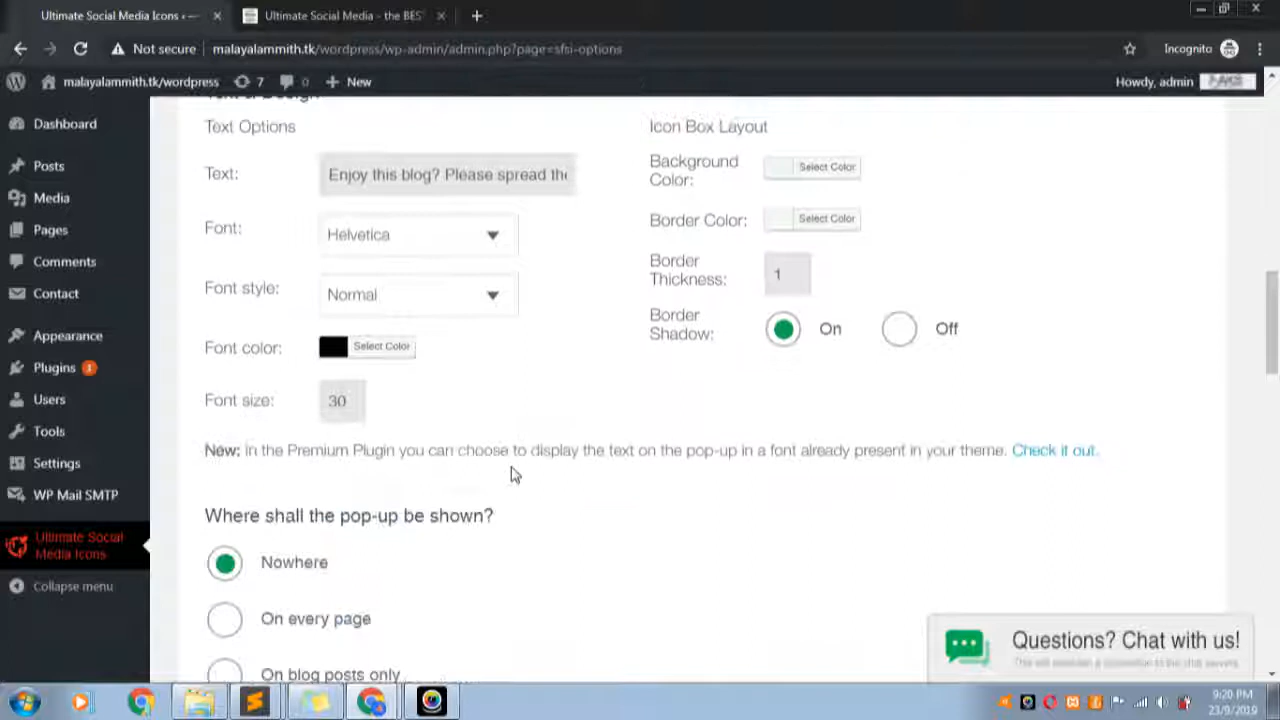 Ultimate Social Media Icons
Ultimate Social Media - the BES
Not secure
malayalammith.tk/wordpress/wp-admin/admin.php?page=sfsi-options
Incognito
malayalammith.tk/wordpress
7
0
New
Howdy, admin
Dashboard
Posts
Media
Pages
Comments
Contact
Appearance
Plugins 1
Users
Tools
Settings
WP Mail SMTP
Ultimate Social
Media Icons
Collapse menu
Text Options
Text:
Enjoy this blog? Please spread the
Font:
Helvetica
Font style:
Normal
Font color:
Select Color
Font size:
30
Icon Box Layout
Background
Color:
Select Color
Border Color:
Select Color
Border
Thickness:
1
Border
Shadow:
On
Off
New: In the Premium Plugin you can choose to display the text on the pop-up in a font already present in your theme. Check it out.
Where shall the pop-up be shown?
Nowhere
On every page
On blog posts only
Questions? Chat with us!
9:20 PM
23/9/2019